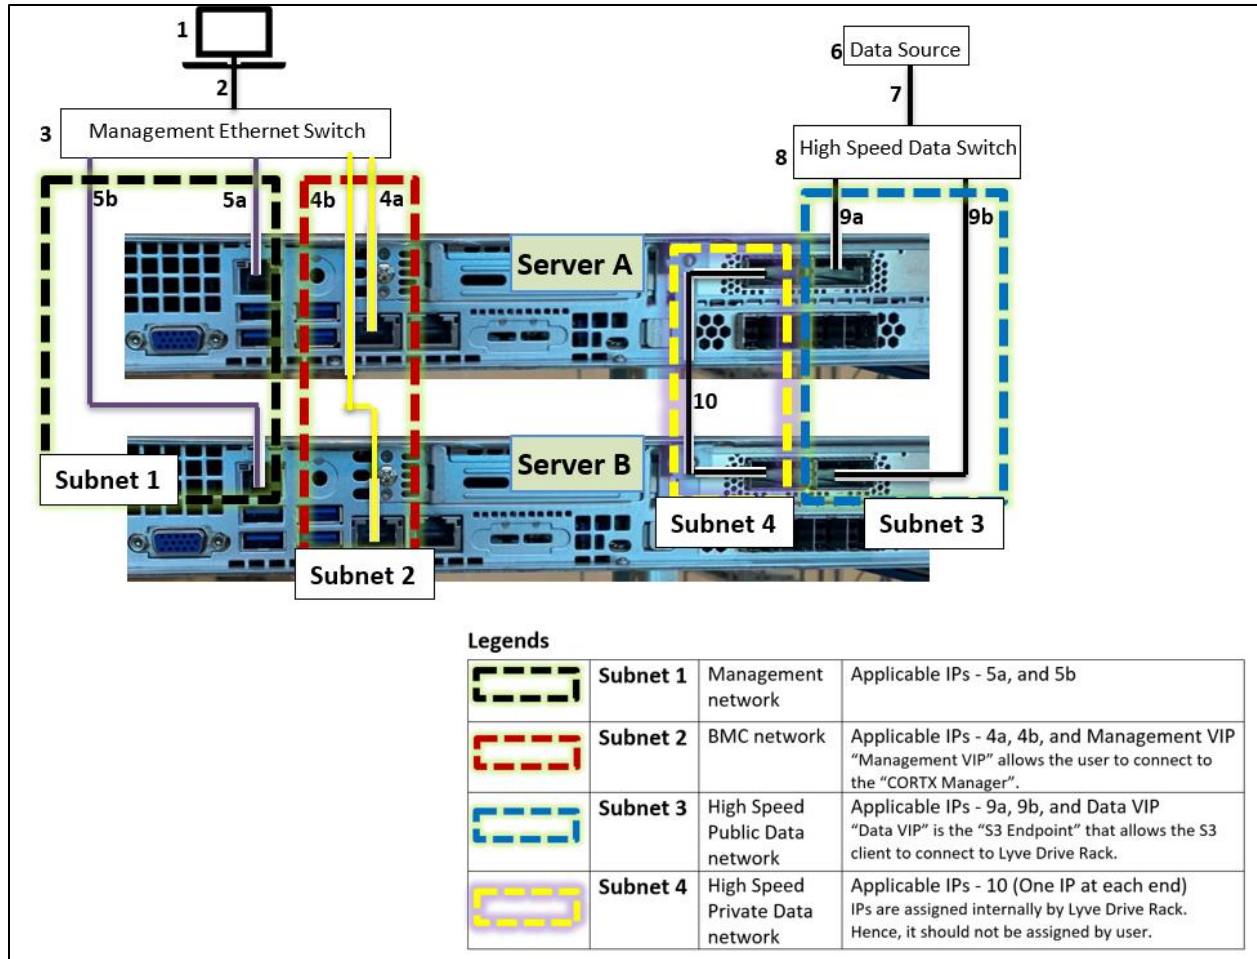 1
2
3
Management Ethernet Switch
6
Data Source
7
8
High Speed Data Switch
5b
5a
4b
4a
9a
9b
Server A
10
Server B
Subnet 1
Subnet 2
Subnet 4
Subnet 3
Legends
Subnet 1
Management
network
Applicable IPs - 5a, and 5b
Subnet 2
BMC network
Applicable IPs - 4a, 4b, and Management VIP
“Management VIP” allows the user to connect to
the “CORTX Manager”.
Subnet 3
High Speed
Public Data
network
Applicable IPs - 9a, 9b, and Data VIP
“Data VIP” is the “S3 Endpoint” that allows the S3
client to connect to Lyve Drive Rack.
Subnet 4
High Speed
Private Data
network
Applicable IPs - 10 (One IP at each end)
IPs are assigned internally by Lyve Drive Rack.
Hence, it should not be assigned by user.